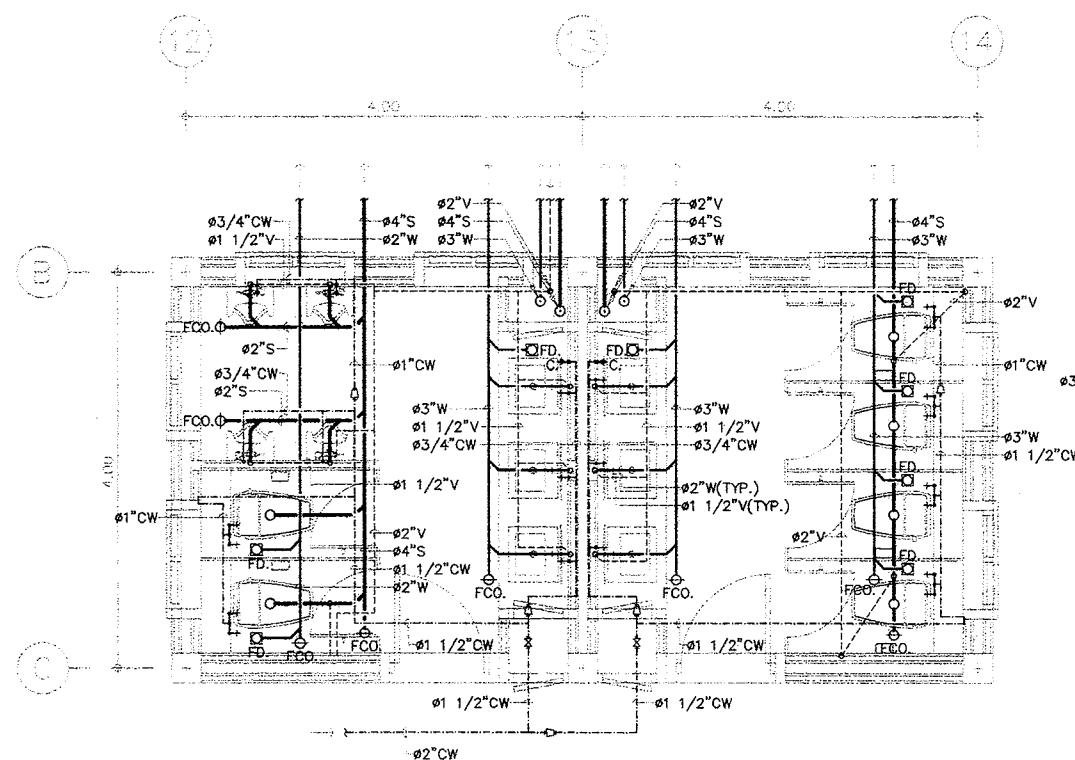 12
13
14
4.00
4.00
ø3/4"CW
ø1 1/2"V
ø4"S
ø2"W
ø2"V
ø4"S
ø3"W
ø2"V
ø4"S
ø3"W
ø4"S
ø3"W
B
FD.
ø2"V
FCO.
ø2"S
FD.
C.
FD.
C.
ø1"CW
ø1"CW
ø3/4"CW
ø2"S
FD.
FCO.
ø3"W
ø1 1/2"V
ø3/4"CW
ø3"W
ø1 1/2"V
ø3/4"CW
ø3"W
ø1 1/2"CW
4.00
FD.
ø1 1/2"V
ø2"W(TYP.)
ø1 1/2"V(TYP.)
ø1"CW
ø2"V
ø4"S
ø1 1/2"CW
ø2"W
ø2"V
FD.
FD.
FCO.
FCO.
FCO.
FD.
FCO.
FCO.
FCO.
ø1 1/2"CW
ø1 1/2"CW
C
ø1 1/2"CW
ø1 1/2"CW
ø2"CW